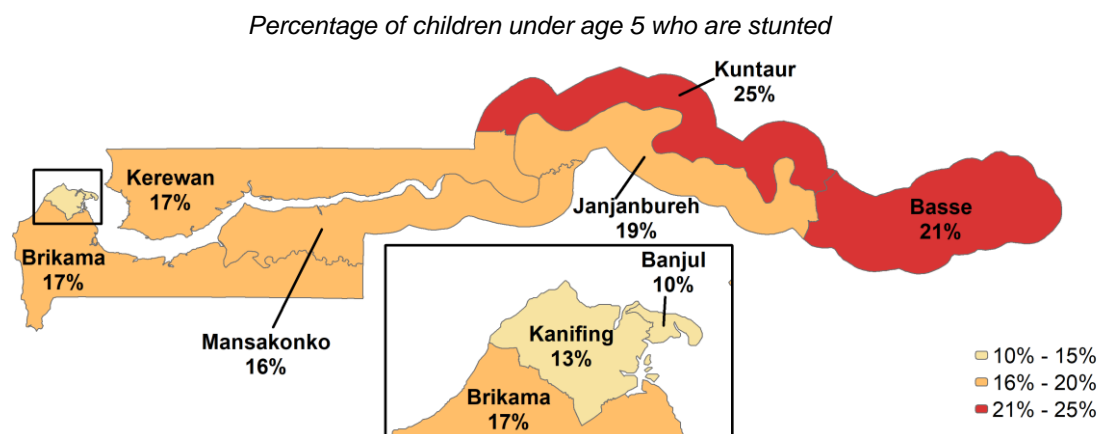 Percentage of children under age 5 who are stunted
Kuntaur
25%
Kerewan
17%
Janjanbureh
19%
Basse
21%
Brikama
17%
Mansakonko
16%
Banjul
10%
Kanifing
13%
Brikama
17%
10% - 15%
16% - 20%
21% - 25%